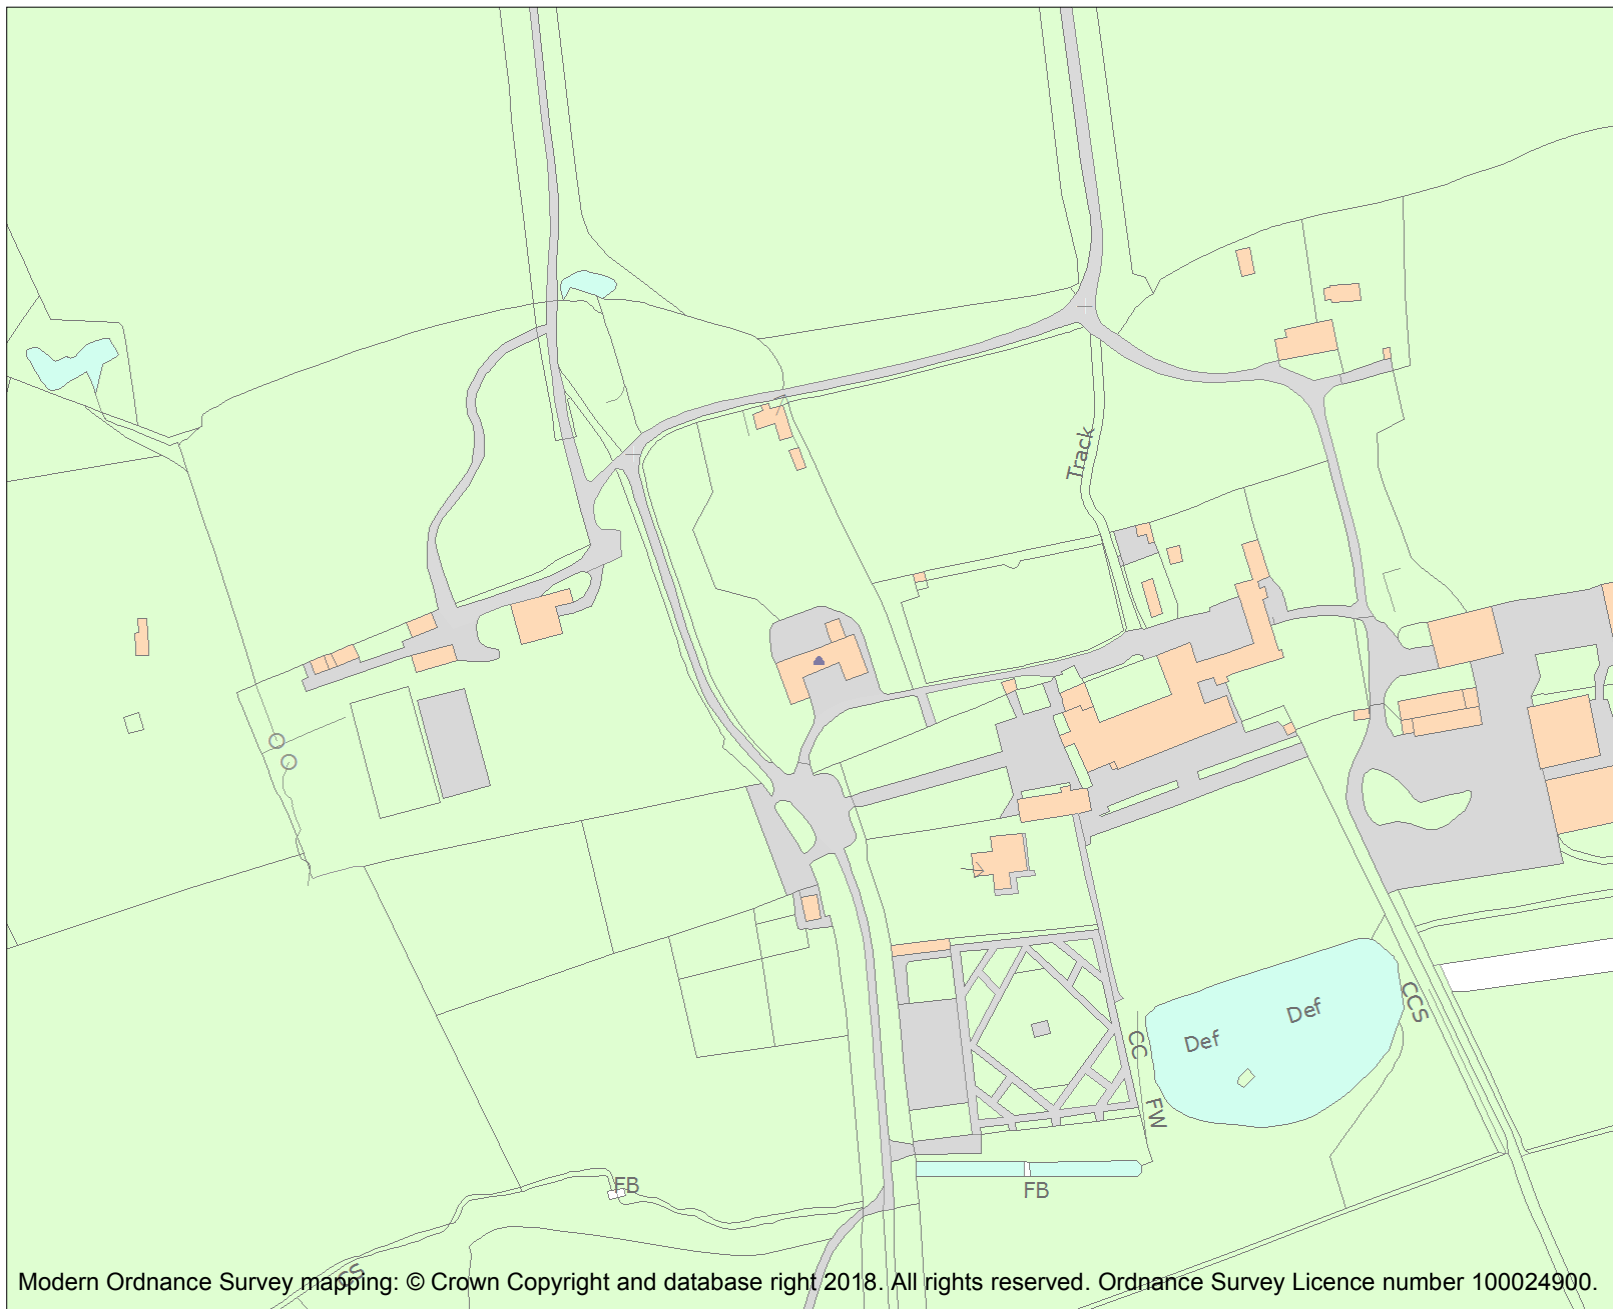 Track
Def
Def
CCS
CC
FW
FB
FB
CS
Modern Ordnance Survey mapping: © Crown Copyright and database right 2018. All rights reserved. Ordnance Survey Licence number 100024900.